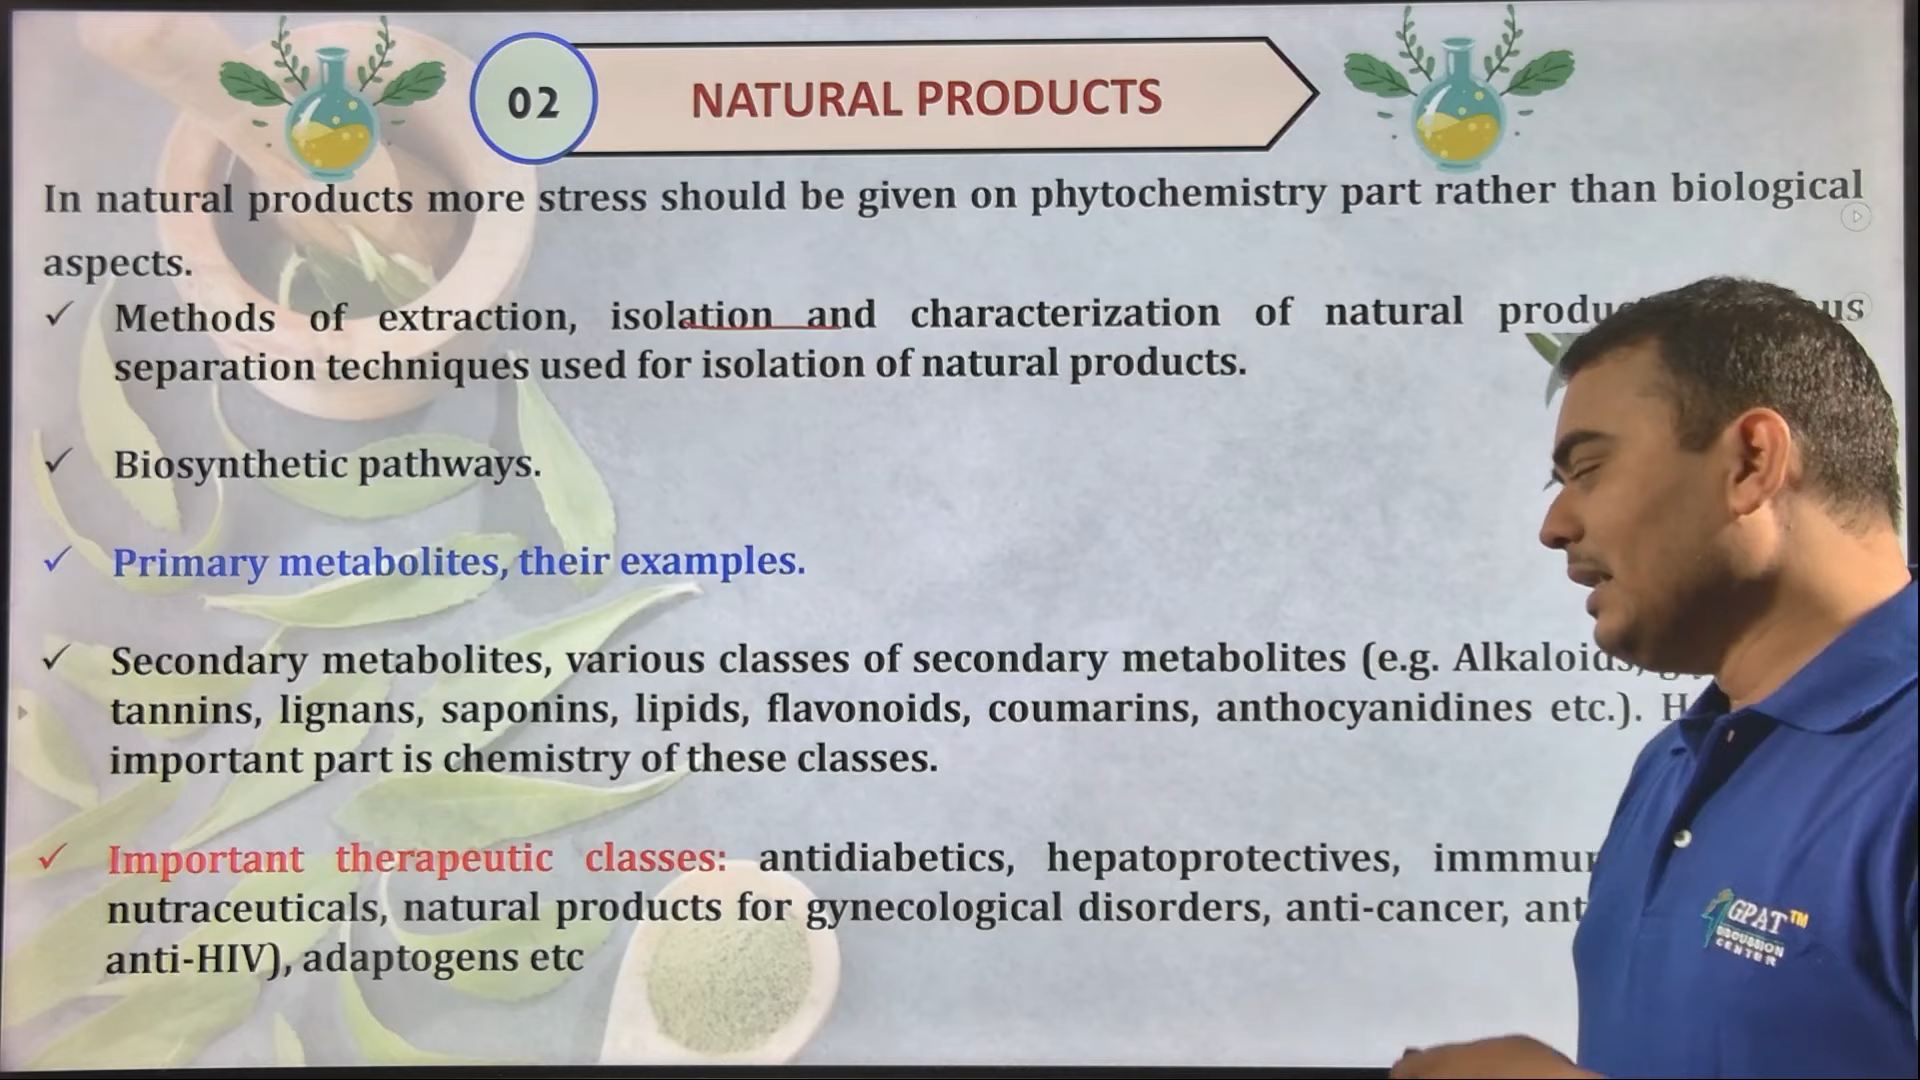 02
NATURAL PRODUCTS
In natural products more stress should be given on phytochemistry part rather than biological
aspects.
✓ Methods of extraction, isolation and characterization of natural
separation techniques used for isolation of natural products.
✓ Biosynthetic pathways.
✓ Primary metabolites, their examples.
✓ Secondary metabolites, various classes of secondary metabolites (e.g. Alkaloids,
tannins, lignans, saponins, lipids, flavonoids, coumarins, anthocyanidines etc.).
important part is chemistry of these classes.
✓ Important therapeutic classes: antidiabetics, hepatoprotectives,
nutraceuticals, natural products for gynecological disorders, anti-cancer,
anti-HIV), adaptogens etc
GPAT™
DISCUSSION
CENTER